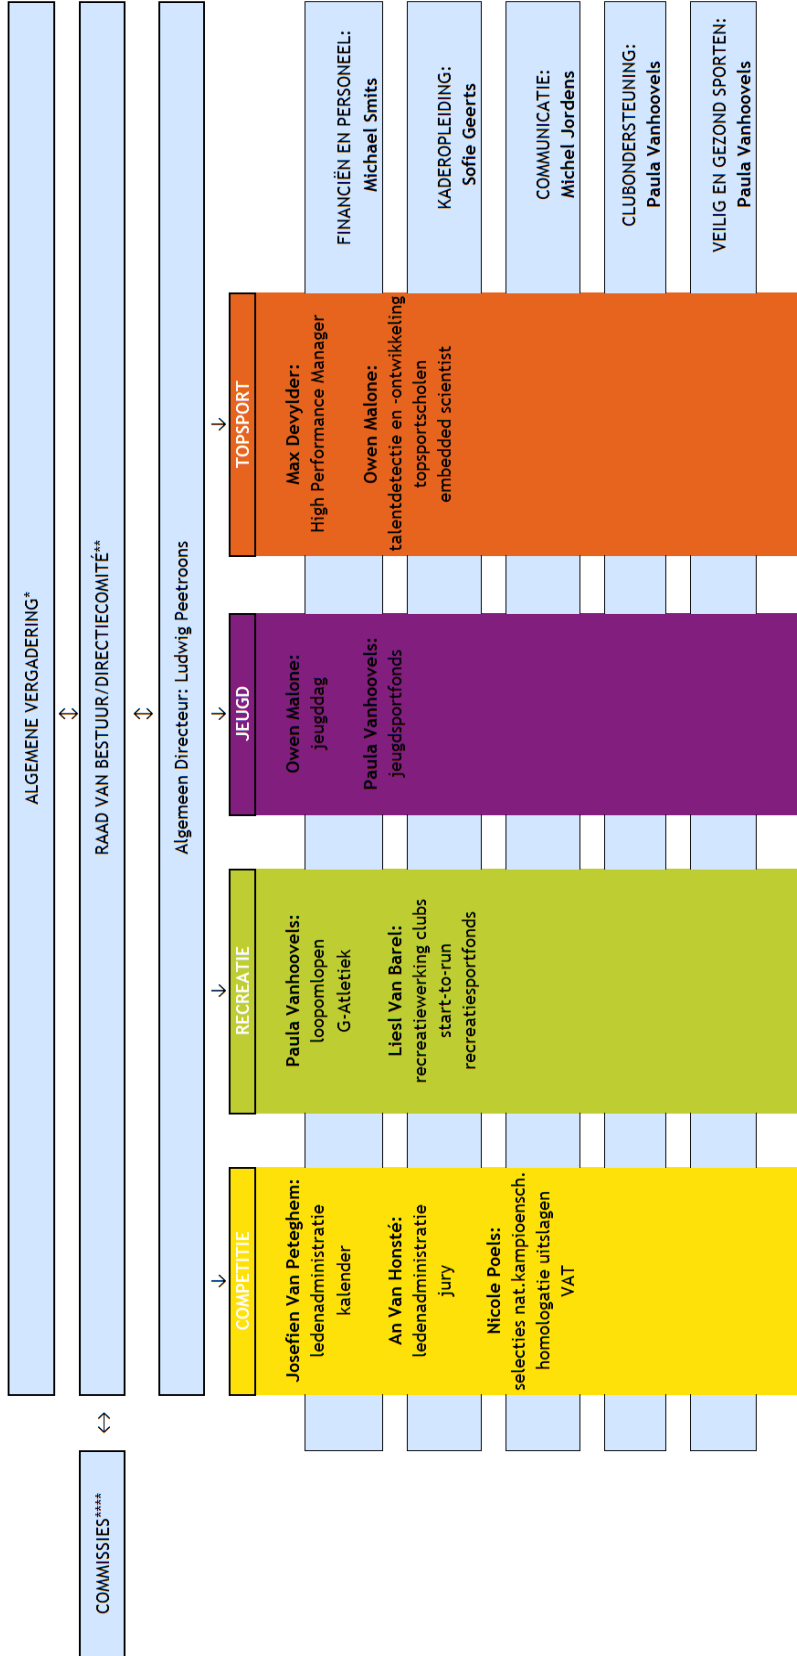 ALGEMENE VERGADERING*
↕
COMMISSIES****
↔
RAAD VAN BESTUUR/DIRECTIECOMITÉ**
↕
Algemeen Directeur: Ludwig Peetroons
↓
↓
↓
↓
COMPETITIE
Josefien Van Peteghem:
ledenadministratie
kalender
An Van Honsté:
ledenadministratie
jury
Nicole Poels:
selecties nat.kampioensch.
homologatie uitslagen
VAT
RECREATIE
Paula Vanhoovels:
loopomlopen
G-Atletiek
Liesl Van Barel:
recreatiewerking clubs
start-to-run
recreatiesportfonds
JEUGD
Owen Malone:
jeugddag
Paula Vanhoovels:
jeugdsportfonds
TOPSPORT
Max Devylder:
High Performance Manager
Owen Malone:
talentdetectie en -ontwikkeling
topsportscholen
embedded scientist
FINANCIËN EN PERSONEEL:
Michael Smits
KADEROPLEIDING:
Sofie Geerts
COMMUNICATIE:
Michel Jordens
CLUBONDERSTEUNING:
Paula Vanhoovels
VEILIG EN GEZOND SPORTEN:
Paula Vanhoovels